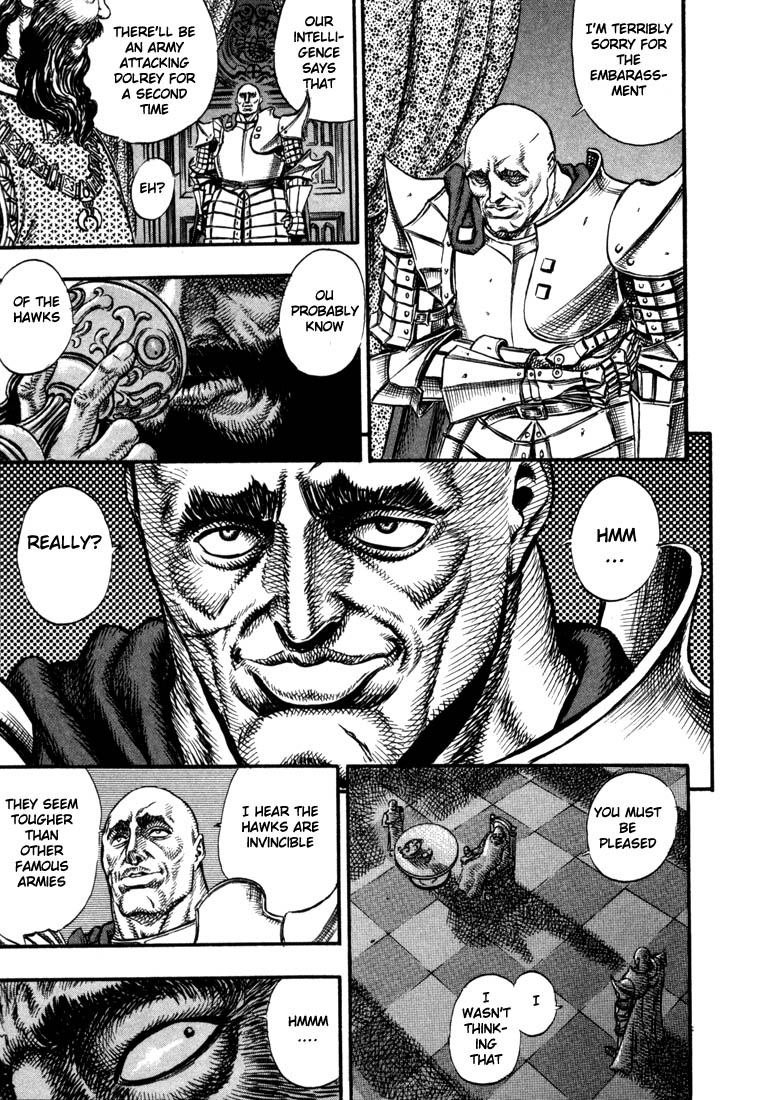 I'M TERRIBLY
SORRY FOR
THE
EMBARASS-
MENT
OUR
INTELLI-
GENCE
SAYS
THAT
THERE'LL BE
AN ARMY
ATTACKING
DOLREY FOR
A SECOND
TIME
EH?
OU
PROBABLY
KNOW
OF THE
HAWKS
HMM
...
REALLY?
YOU MUST
BE
PLEASED
I
I
WASN'T
THINK-
ING
THAT
I HEAR THE
HAWKS ARE
INVINCIBLE
THEY SEEM
TOUGHER
THAN
OTHER
FAMOUS
ARMIES
HMMM
....